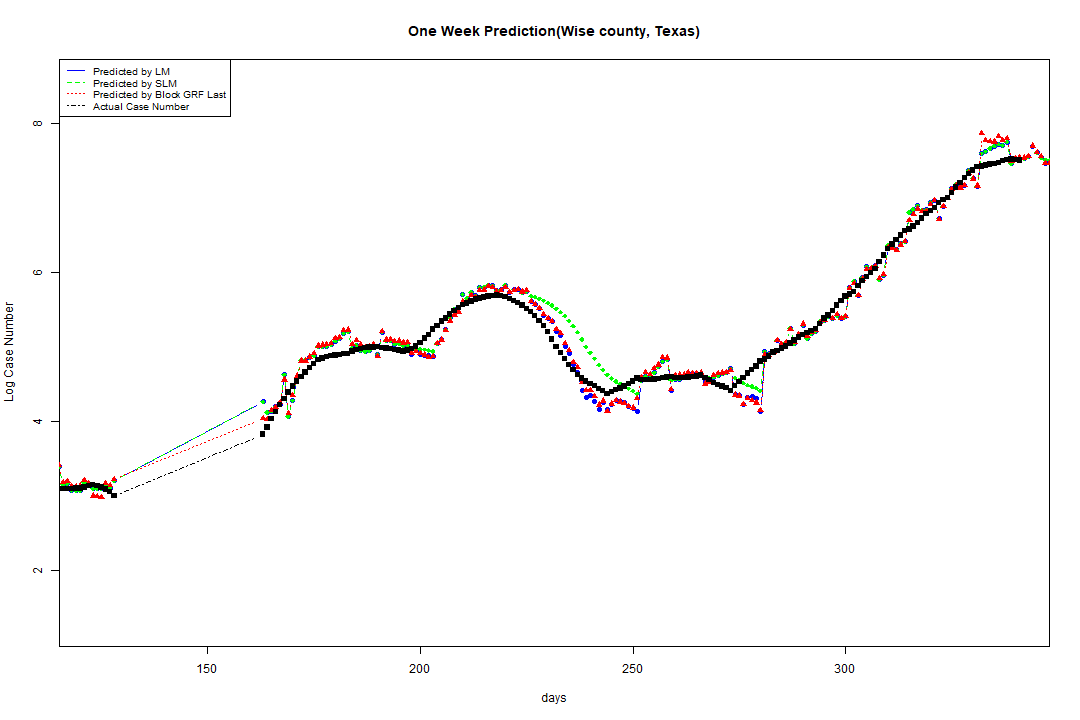 One Week Prediction(Wise county, Texas)
Predicted by LM
Predicted by SLM
Predicted by Block GRF Last
Actual Case Number
8
6
4
2
Log Case Number
150
200
250
300
days